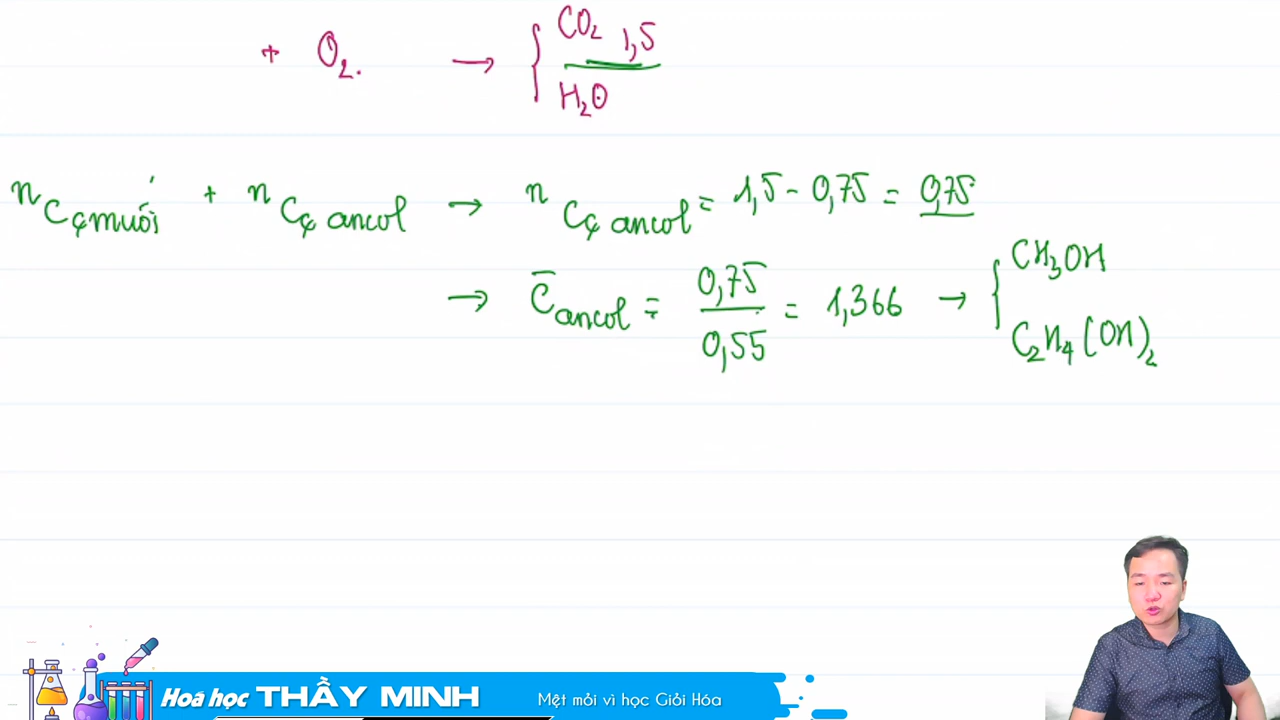 + O₂. → { CO₂ 1,5
H₂O
n C ç muối + n C ç ancol → n C ç ancol = 1,5 - 0,75 = 0,75
→ C̄ ancol = 0,75 / 0,55 = 1,366 → { CH₃OH
C₂H₄(OH)₂
Hoá học THẦY MINH
Mệt mỏi vì học Giỏi Hóa